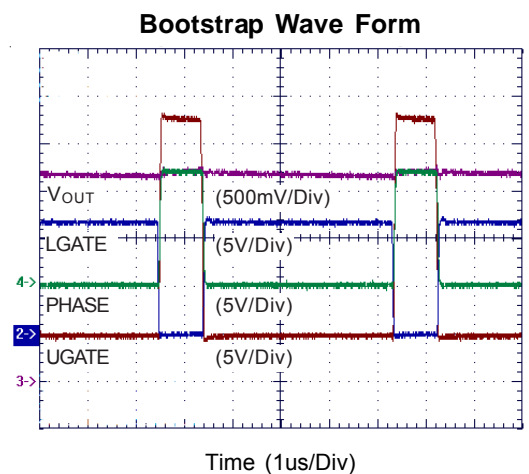 Bootstrap Wave Form
VOUT (500mV/Div)
LGATE (5V/Div)
4->
PHASE (5V/Div)
2->
UGATE (5V/Div)
3->
Time (1us/Div)